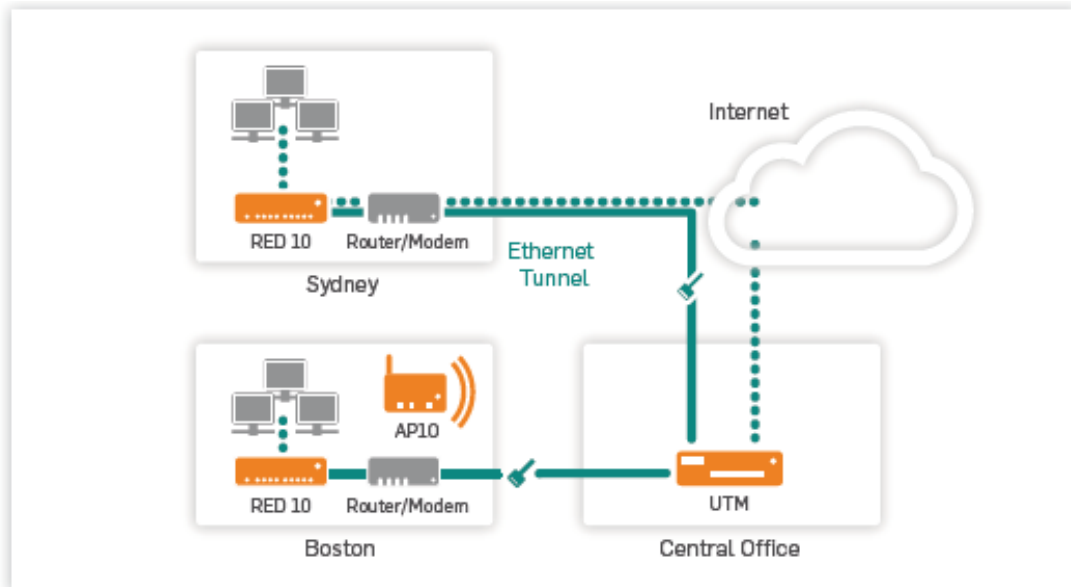 Internet
RED 10
Router/Modem
Ethernet
Tunnel
Sydney
AP10
RED 10
Router/Modem
UTM
Boston
Central Office